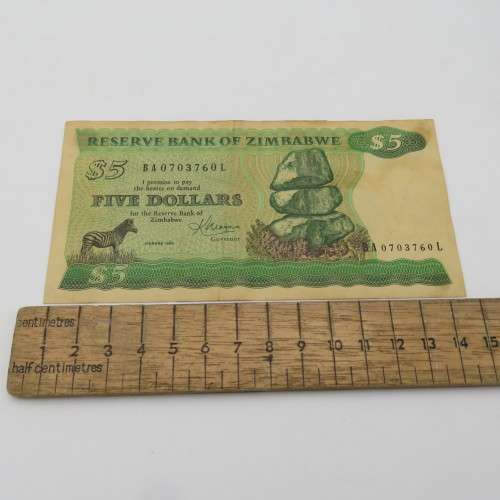 RESERVE BANK OF ZIMBABWE
$5
$5
BA0703760L
I promise to pay
the bearer on demand
FIVE DOLLARS
for the Reserve Bank of
Zimbabwe
Governor
BA0703760L
$5
centimetres
1 2 3 4 5 6 7 8 9 10 11 12 13 14 15
half centimetres